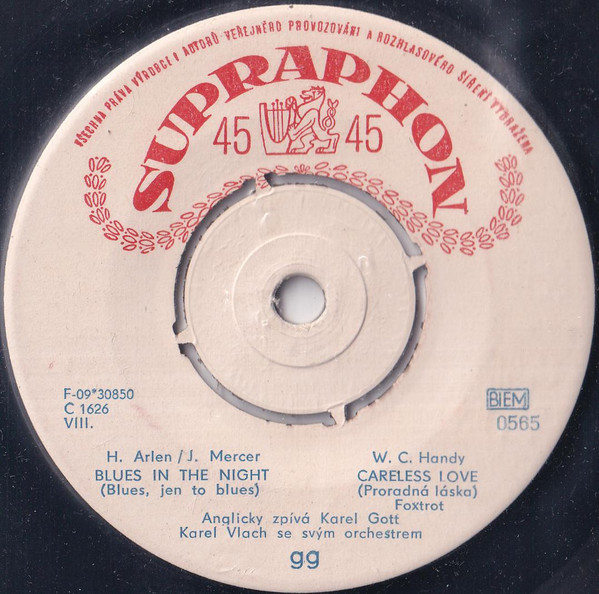 VŠECHNA PRÁVA VÝROBCI I AUTORŮ VEŘEJNÉHO PROVOZOVÁNÍ A ROZHLASOVÉHO ŠÍŘENÍ VYHRAŽENA
SUPRAPHON
45 45
F-09*30850
C 1626
VIII.
BIEM
0565
H. Arlen / J. Mercer
BLUES IN THE NIGHT
(Blues, jen to blues)
W. C. Handy
CARELESS LOVE
(Proradná láska)
Foxtrot
Anglicky zpívá Karel Gott
Karel Vlach se svým orchestrem
gg